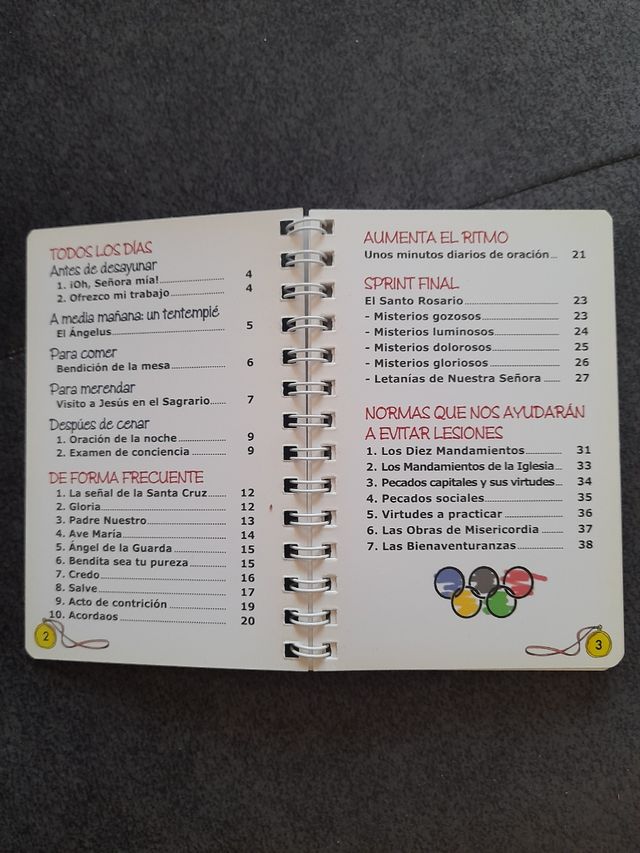 TODOS LOS DÍAS
Antes de desayunar
1. ¡Oh, Señora mía!.......... 4
2. Ofrezco mi trabajo.......... 4
A media mañana: un tentempié
El Ángelus.......... 5
Para comer
Bendición de la mesa.......... 6
Para merendar
Visito a Jesús en el Sagrario.......... 7
Despúes de cenar
1. Oración de la noche.......... 9
2. Examen de conciencia.......... 9
DE FORMA FRECUENTE
1. La señal de la Santa Cruz.......... 12
2. Gloria.......... 12
3. Padre Nuestro.......... 13
4. Ave María.......... 14
5. Ángel de la Guarda.......... 15
6. Bendita sea tu pureza.......... 15
7. Credo.......... 16
8. Salve.......... 17
9. Acto de contrición.......... 19
10. Acordaos.......... 20
2
AUMENTA EL RITMO
Unos minutos diarios de oración.......... 21
SPRINT FINAL
El Santo Rosario.......... 23
- Misterios gozosos.......... 23
- Misterios luminosos.......... 24
- Misterios dolorosos.......... 25
- Misterios gloriosos.......... 26
- Letanías de Nuestra Señora.......... 27
NORMAS QUE NOS AYUDARÁN
A EVITAR LESIONES
1. Los Diez Mandamientos.......... 31
2. Los Mandamientos de la Iglesia.......... 33
3. Pecados capitales y sus virtudes.......... 34
4. Pecados sociales.......... 35
5. Virtudes a practicar.......... 36
6. Las Obras de Misericordia.......... 37
7. Las Bienaventuranzas.......... 38
3